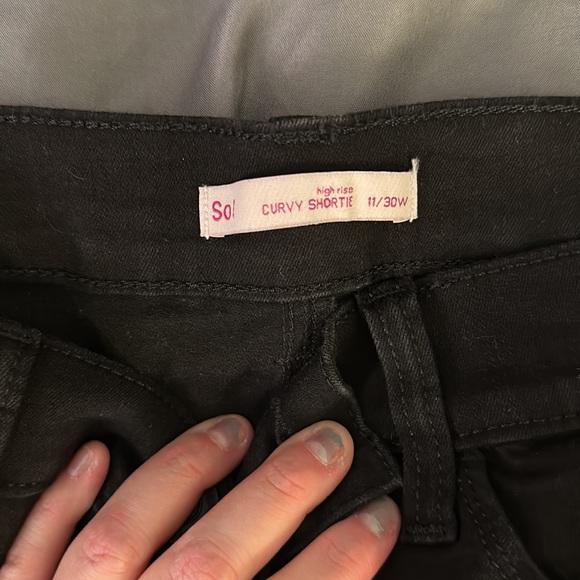 So!
high rise
CURVY SHORTIE 11/30W